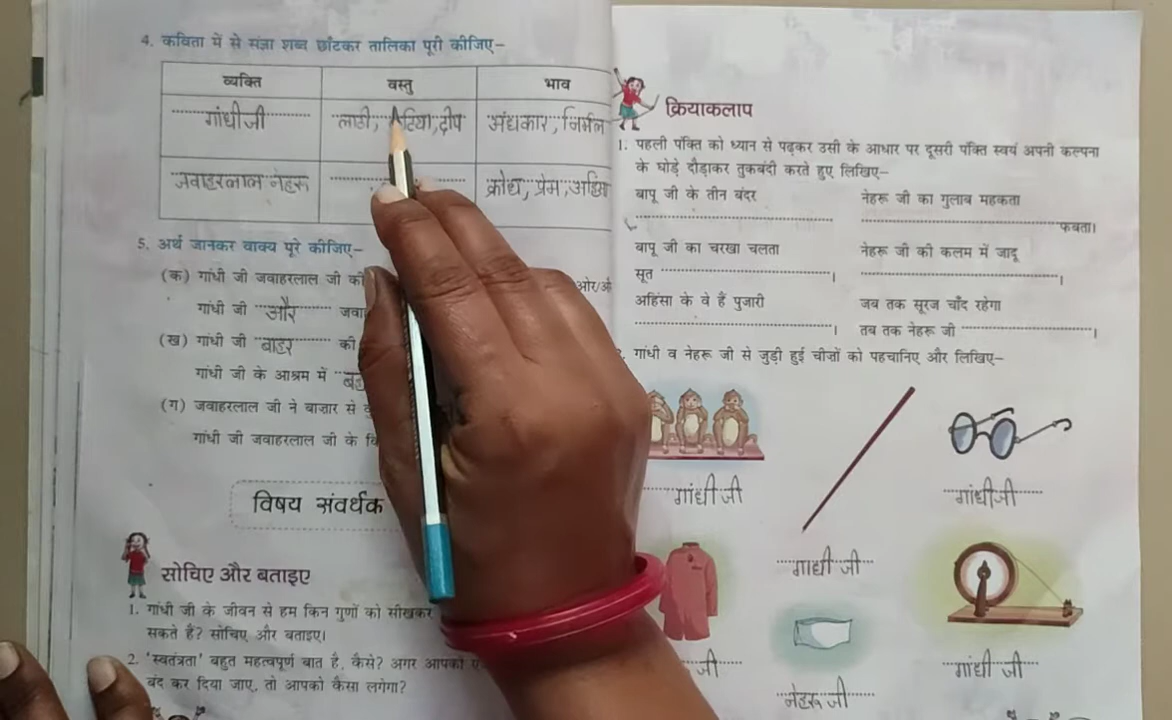 4. कविता में से संज्ञा शब्द छाँटकर तालिका पूरी कीजिए–
व्यक्ति वस्तु भाव
गांधीजी लाठी, दीप अंधकार, निर्मल
जवाहरलाल नेहरू क्रोध, प्रेम,
5. अर्थ जानकर वाक्य पूरे कीजिए–
(क) गांधी जी जवाहरलाल जी की
गांधी जी और
(ख) गांधी जी बाहर की
गांधी जी के आश्रम में
(ग) जवाहरलाल जी ने बाज़ार से
गांधी जी जवाहरलाल जी के
विषय संवर्धक
सोचिए और बताइए
1. गांधी जी के जीवन से हम किन गुणों को सीखकर
सकते हैं? सोचिए और बताइए।
2. 'स्वतंत्रता' बहुत महत्वपूर्ण बात है, कैसे? अगर आपको
बंद कर दिया जाए, तो आपको कैसा लगेगा?
क्रियाकलाप
1. पहली पंक्ति को ध्यान से पढ़कर उसी के आधार पर दूसरी पंक्ति स्वयं अपनी कल्पना
के घोड़े दौड़ाकर तुकबंदी करते हुए लिखिए–
बापू जी के तीन बंदर नेहरू जी का गुलाब महकता
फबता।
बापू जी का चरखा चलता नेहरू जी की कलम में जादू
सूत ।
अहिंसा के वे हैं पुजारी जब तक सूरज चाँद रहेगा
तब तक नेहरू जी ।
गांधी व नेहरू जी से जुड़ी हुई चीज़ों को पहचानिए और लिखिए–
गांधीजी गांधीजी
गाधी जी
जी गांधी जी
नेहरू जी